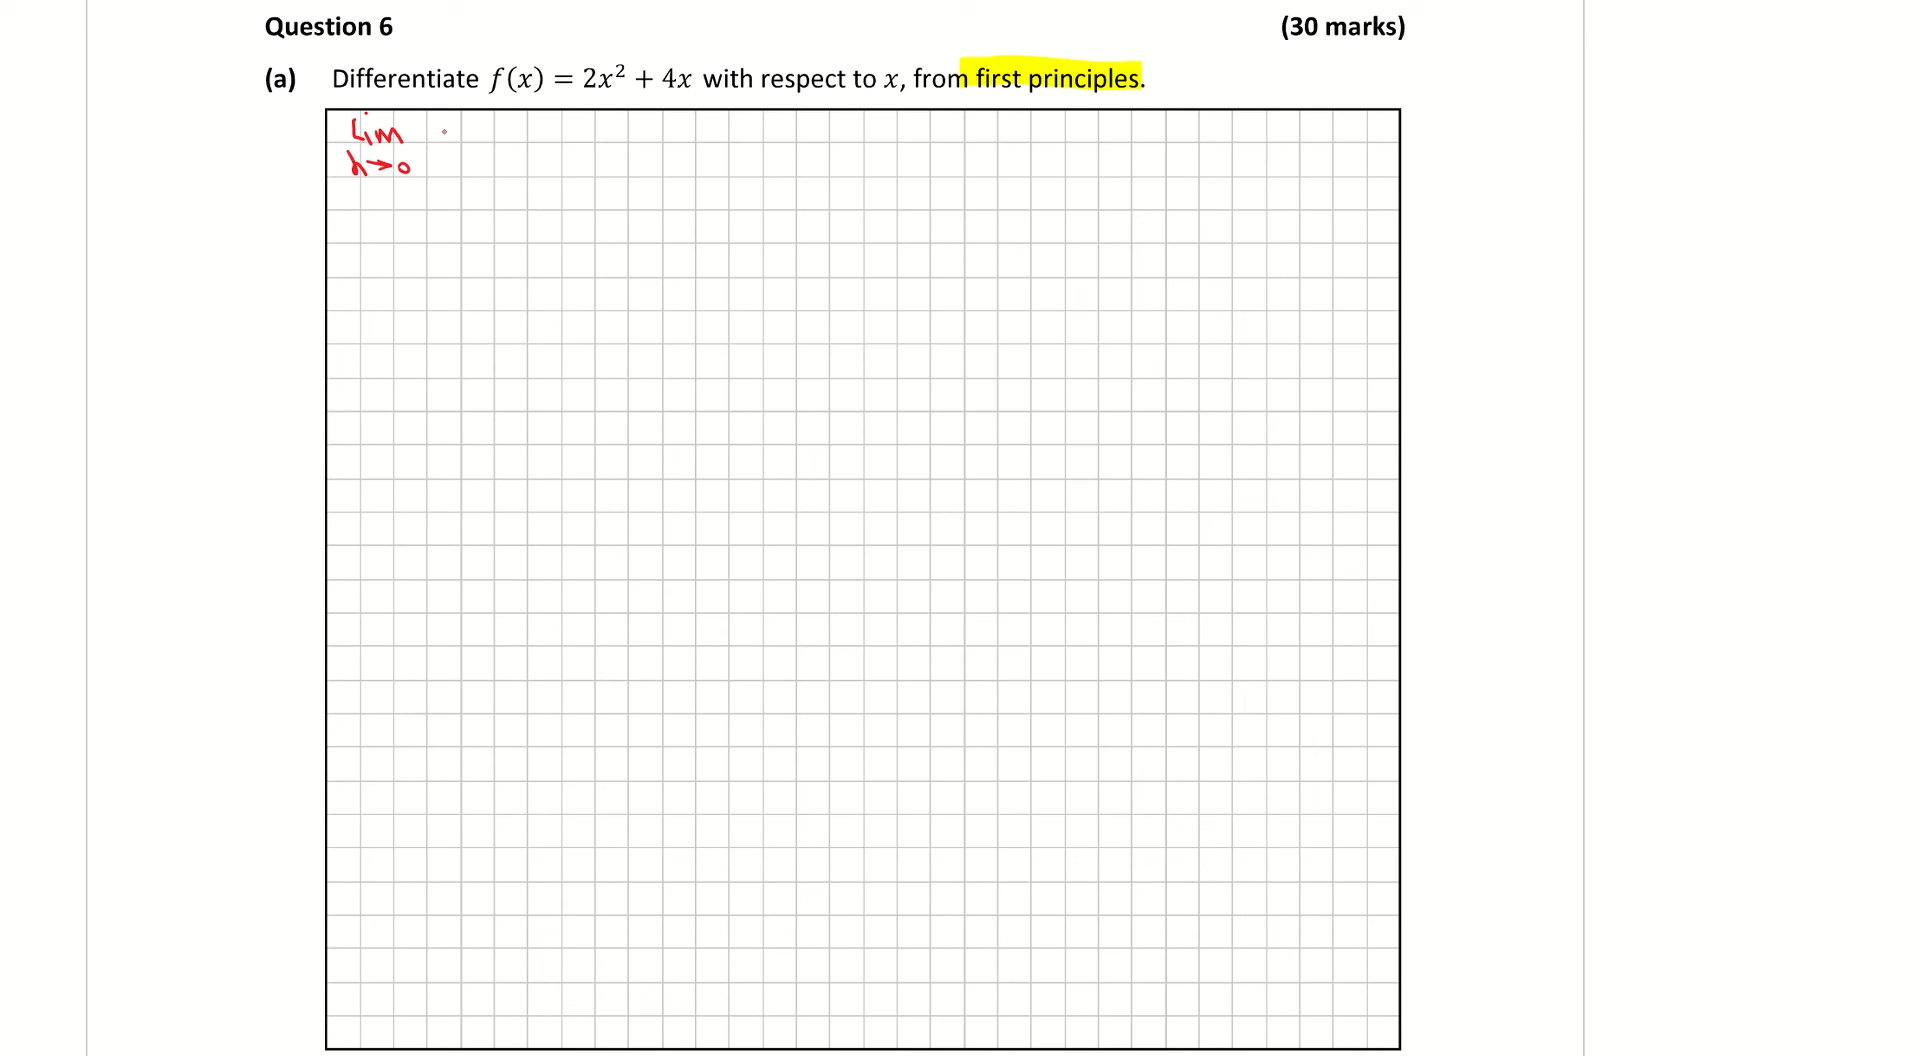 Question 6 (30 marks)
(a) Differentiate f(x) = 2x² + 4x with respect to x, from first principles.
Lim
h→0